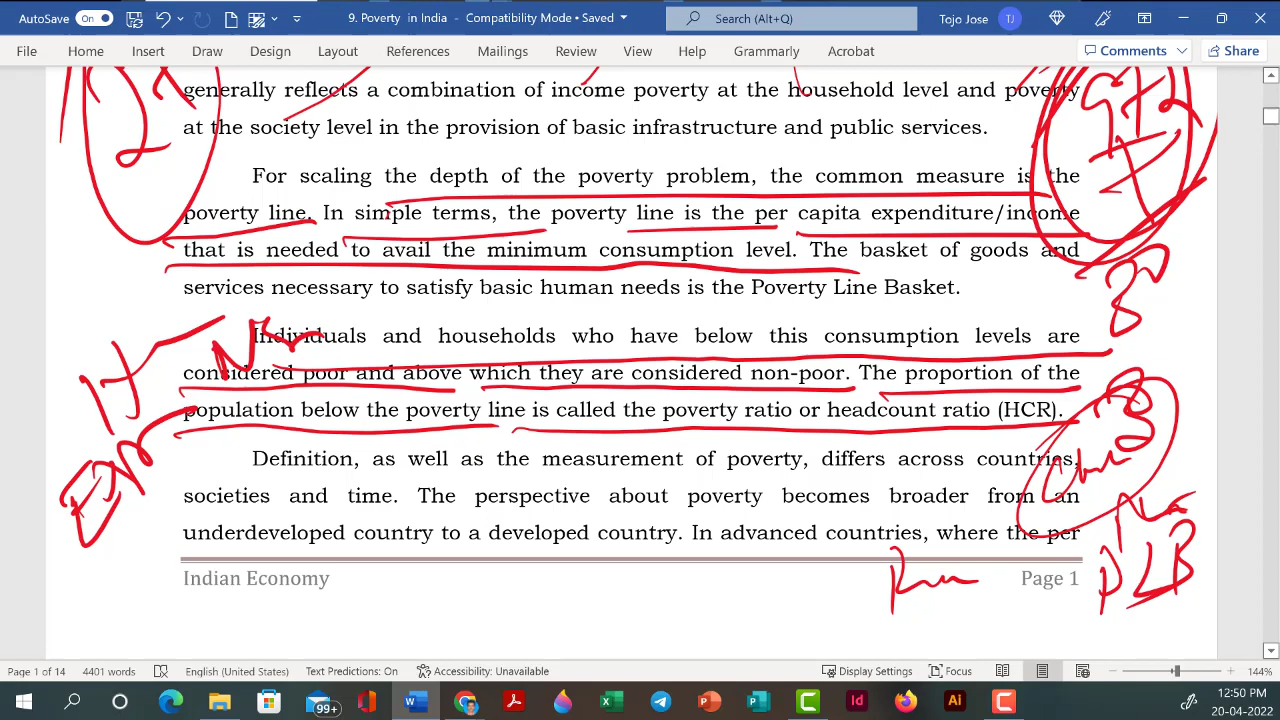 AutoSave On 9. Poverty in India - Compatibility Mode • Saved Search (Alt+Q) Tojo Jose TJ
File Home Insert Draw Design Layout References Mailings Review View Help Grammarly Acrobat Comments Share
generally reflects a combination of income poverty at the household level and poverty
at the society level in the provision of basic infrastructure and public services.
For scaling the depth of the poverty problem, the common measure is the
poverty line. In simple terms, the poverty line is the per capita expenditure/income
that is needed to avail the minimum consumption level. The basket of goods and
services necessary to satisfy basic human needs is the Poverty Line Basket.
Individuals and households who have below this consumption levels are
considered poor and above which they are considered non-poor. The proportion of the
population below the poverty line is called the poverty ratio or headcount ratio (HCR).
Definition, as well as the measurement of poverty, differs across countries,
societies and time. The perspective about poverty becomes broader from an
underdeveloped country to a developed country. In advanced countries, where the per
PLB
Indian Economy Page 1
Page 1 of 14 4401 words English (United States) Text Predictions: On Accessibility: Unavailable Display Settings Focus 144%
99+
12:50 PM
20-04-2022